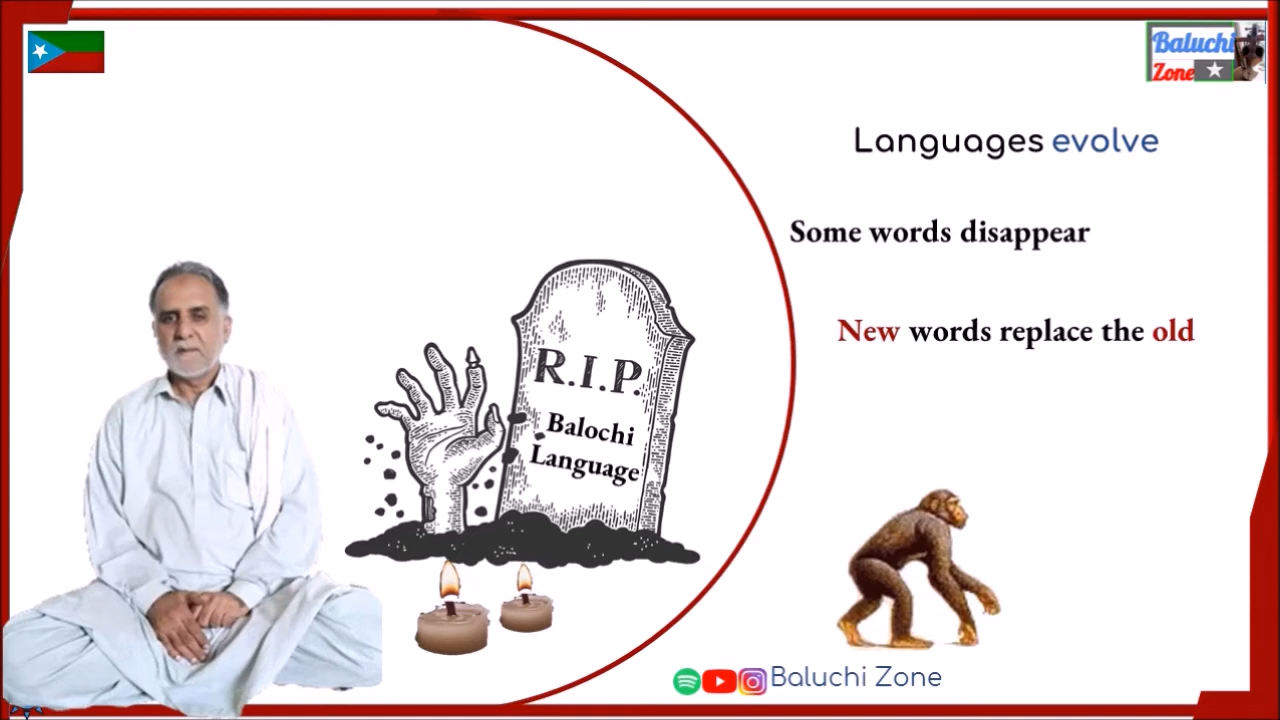 Baluchi
Zone
Languages evolve
Some words disappear
New words replace the old
R.I.P.
Balochi
Language
Baluchi Zone